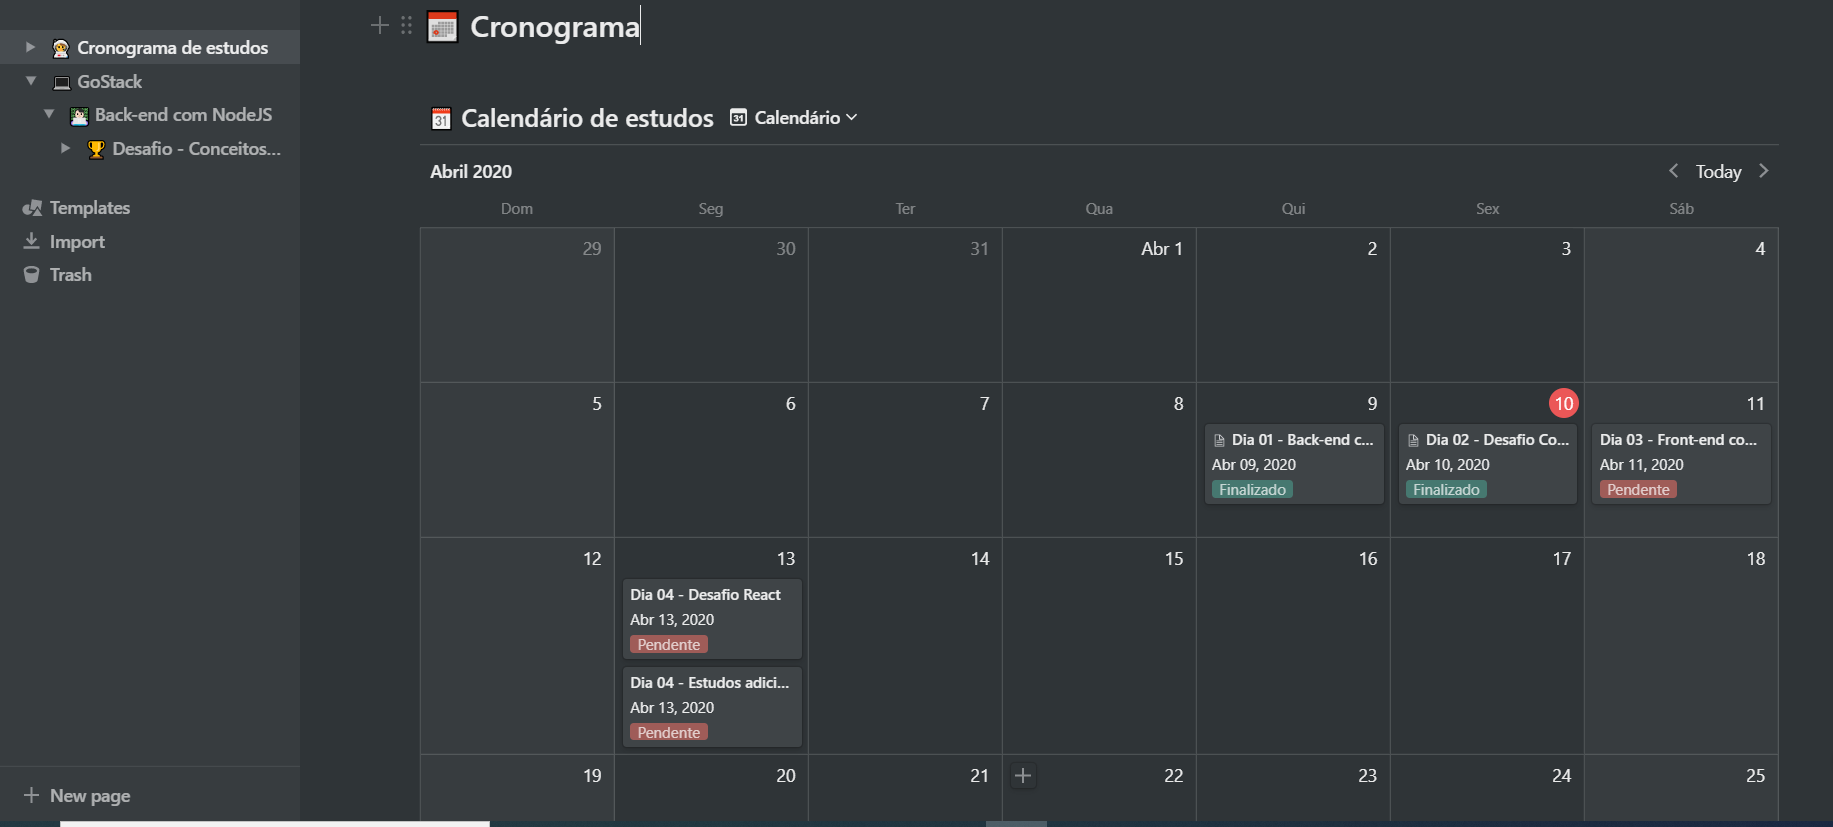 Cronograma de estudos
GoStack
Back-end com NodeJS
Desafio - Conceitos...
Templates
Import
Trash
New page
Cronograma
Calendário de estudos
Calendário
Abril 2020
Today
Dom Seg Ter Qua Qui Sex Sáb
29 30 31 Abr 1 2 3 4
5 6 7 8 9 10 11
Dia 01 - Back-end c...
Abr 09, 2020
Finalizado
Dia 02 - Desafio Co...
Abr 10, 2020
Finalizado
Dia 03 - Front-end co...
Abr 11, 2020
Pendente
12 13 14 15 16 17 18
Dia 04 - Desafio React
Abr 13, 2020
Pendente
Dia 04 - Estudos adici...
Abr 13, 2020
Pendente
19 20 21 22 23 24 25